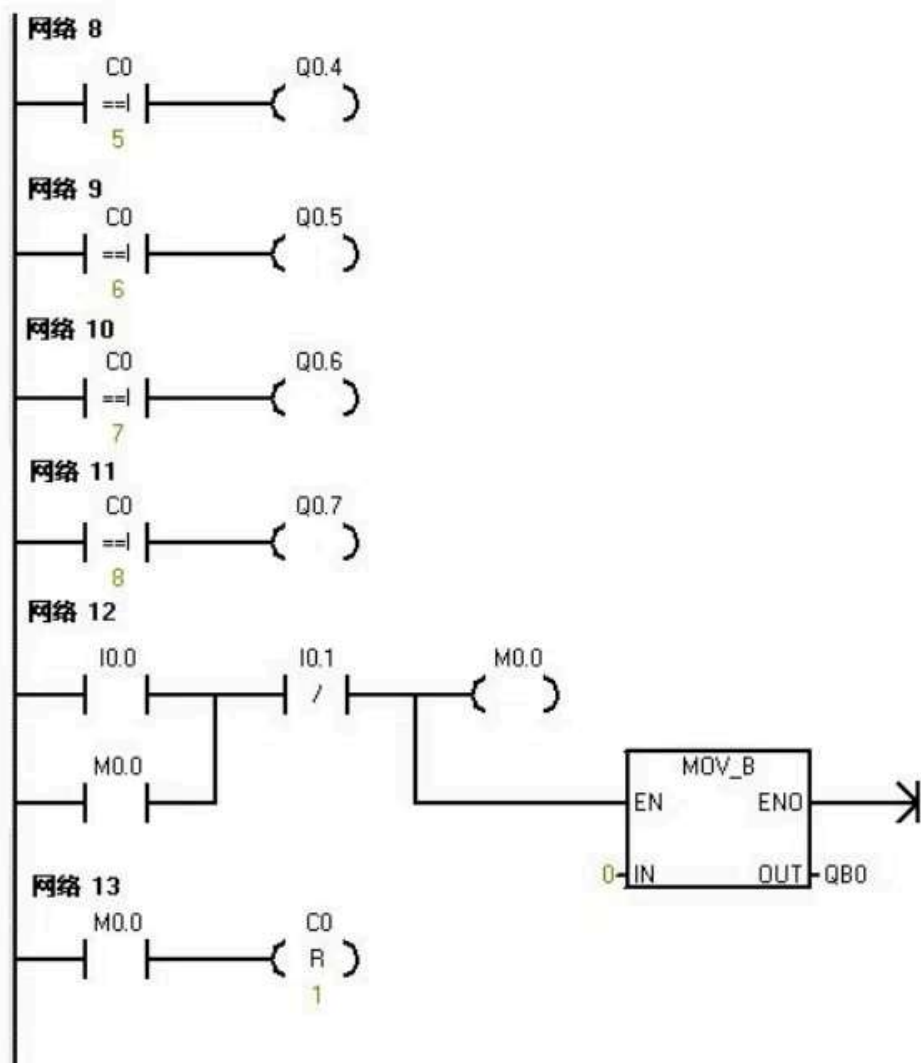 网络 8
C0 Q0.4
==I
5
网络 9
C0 Q0.5
==I
6
网络 10
C0 Q0.6
==I
7
网络 11
C0 Q0.7
==I
8
网络 12
I0.0 I0.1 M0.0
/
M0.0 MOV_B
EN ENO
0 IN OUT QB0
网络 13
M0.0 C0
R
1